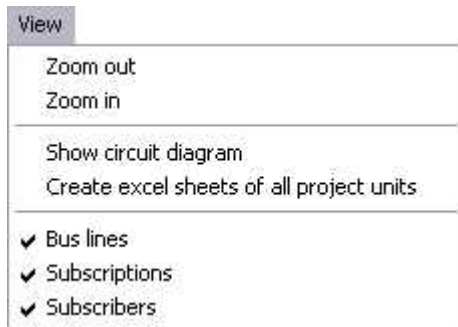 View
Zoom out
Zoom in
Show circuit diagram
Create excel sheets of all project units
Bus lines
Subscriptions
Subscribers